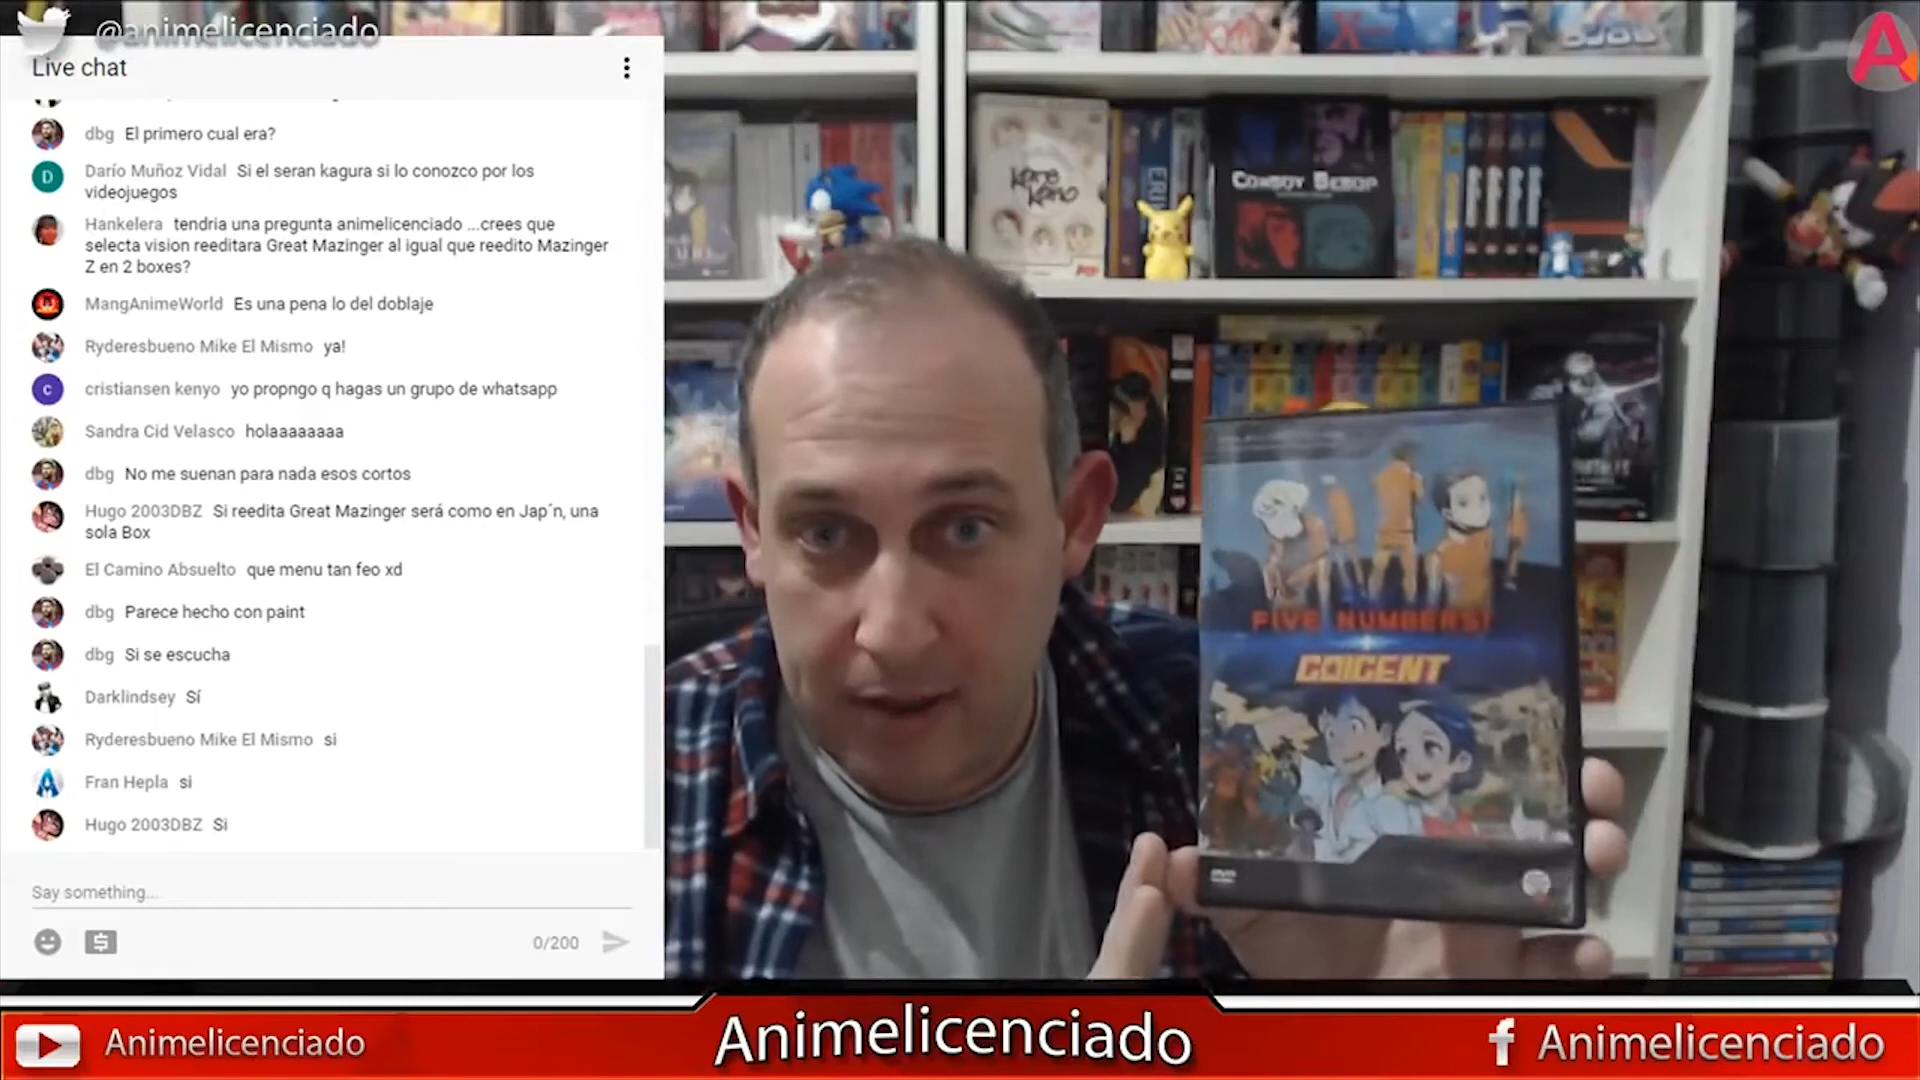 @animelicenciado
Live chat
dbg El primero cual era?
D
Darío Muñoz Vidal Si el seran kagura si lo conozco por los
videojuegos
Hankelera tendria una pregunta animelicenciado ...crees que
selecta vision reeditara Great Mazinger al igual que reedito Mazinger
Z en 2 boxes?
MangAnimeWorld Es una pena lo del doblaje
Ryderesbueno Mike El Mismo ya!
c
cristiansen kenyo yo propngo q hagas un grupo de whatsapp
Sandra Cid Velasco holaaaaaaaa
dbg No me suenan para nada esos cortos
Hugo 2003DBZ Si reedita Great Mazinger será como en Jap´n, una
sola Box
El Camino Absuelto que menu tan feo xd
dbg Parece hecho con paint
dbg Si se escucha
Darklindsey Sí
Ryderesbueno Mike El Mismo si
Fran Hepla si
Hugo 2003DBZ Si
Say something...
0/200
A
Kare
Kano
COWBOY BEBOP
FIVE NUMBERS!
COICENT
DVD
Animelicenciado
Animelicenciado
Animelicenciado